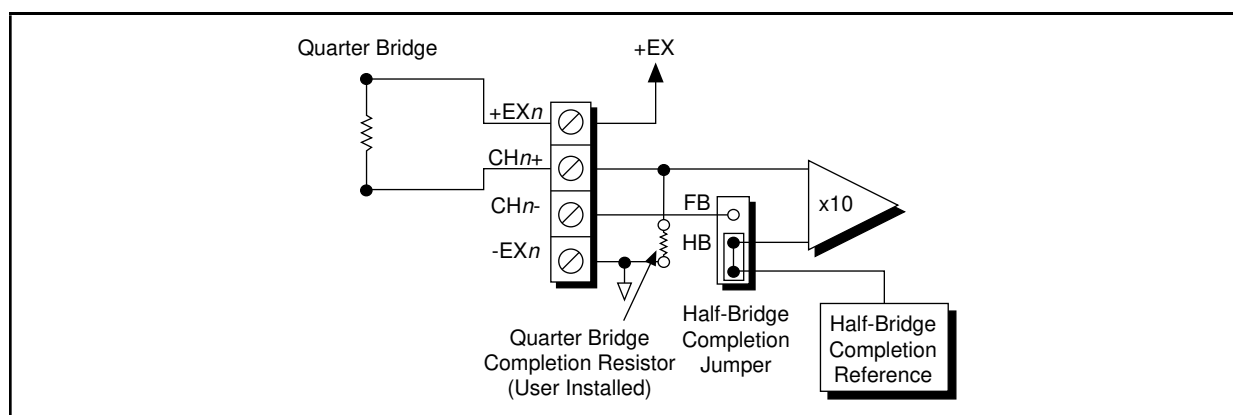 Quarter Bridge
+EX
+EXn
CHn+
CHn-
-EXn
FB
HB
x10
Quarter Bridge
Completion Resistor
(User Installed)
Half-Bridge
Completion
Jumper
Half-Bridge
Completion
Reference